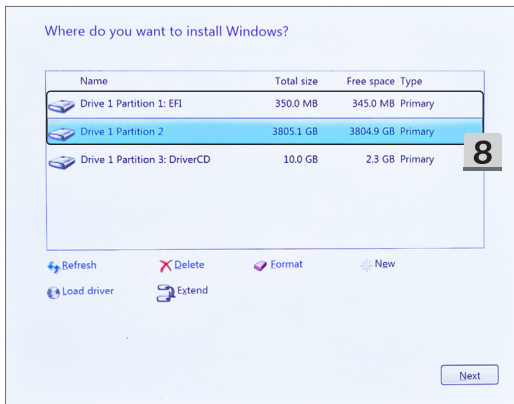 Where do you want to install Windows?
Name Total size Free space Type
Drive 1 Partition 1: EFI 350.0 MB 345.0 MB Primary
Drive 1 Partition 2 3805.1 GB 3804.9 GB Primary
Drive 1 Partition 3: DriverCD 10.0 GB 2.3 GB Primary
8
Refresh Delete Format New
Load driver Extend
Next